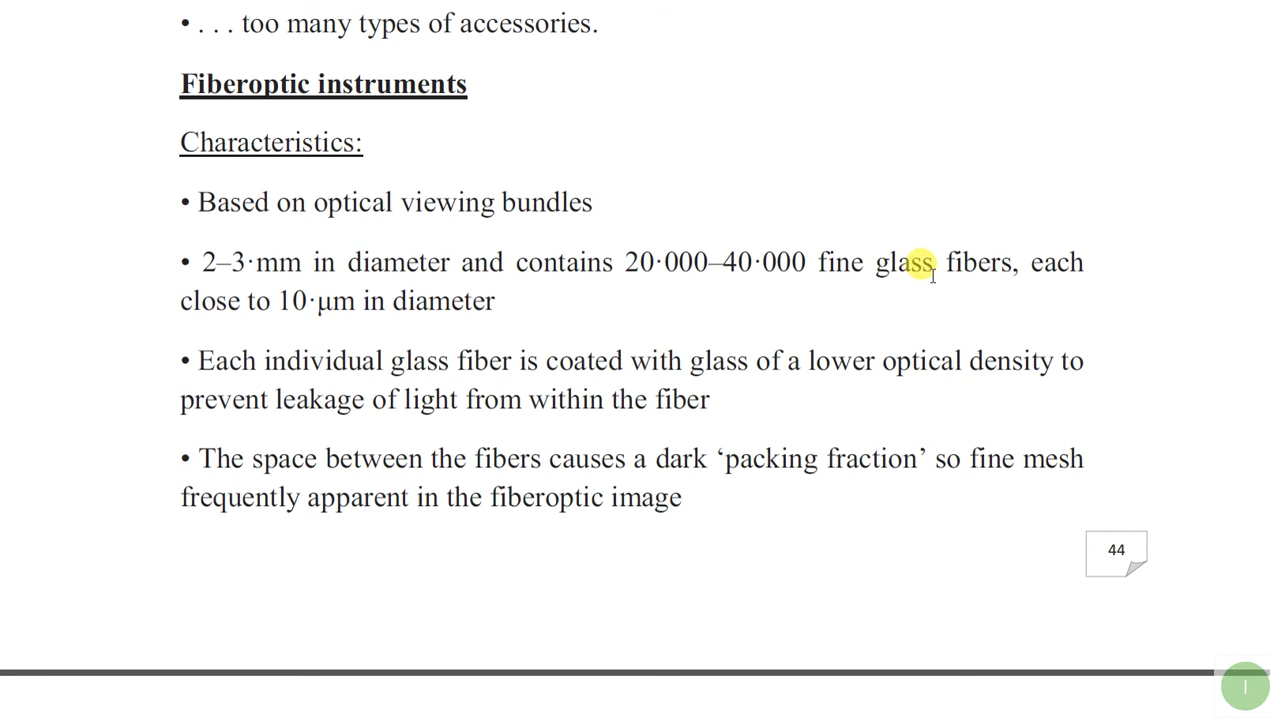 • . . . too many types of accessories.
Fiberoptic instruments
Characteristics:
• Based on optical viewing bundles
• 2–3·mm in diameter and contains 20·000–40·000 fine glass fibers, each
close to 10·μm in diameter
• Each individual glass fiber is coated with glass of a lower optical density to
prevent leakage of light from within the fiber
• The space between the fibers causes a dark ‘packing fraction’ so fine mesh
frequently apparent in the fiberoptic image
44